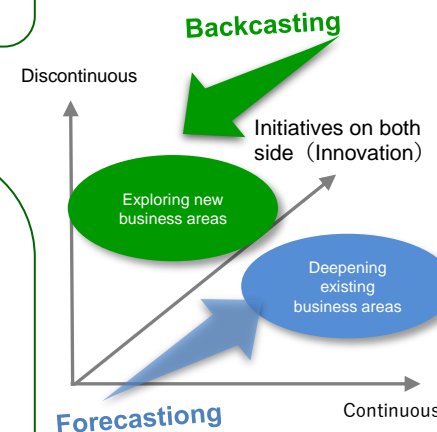 Backcasting
Discontinuous
Initiatives on both
side（Innovation）
Exploring new
business areas
Deepening
existing
business areas
Forecastiong
Continuous